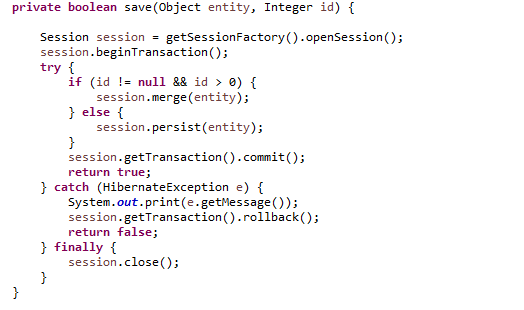 private boolean save(Object entity, Integer id) {
Session session = getSessionFactory().openSession();
session.beginTransaction();
try {
if (id != null && id > 0) {
session.merge(entity);
} else {
session.persist(entity);
}
session.getTransaction().commit();
return true;
} catch (HibernateException e) {
System.out.print(e.getMessage());
session.getTransaction().rollback();
return false;
} finally {
session.close();
}
}